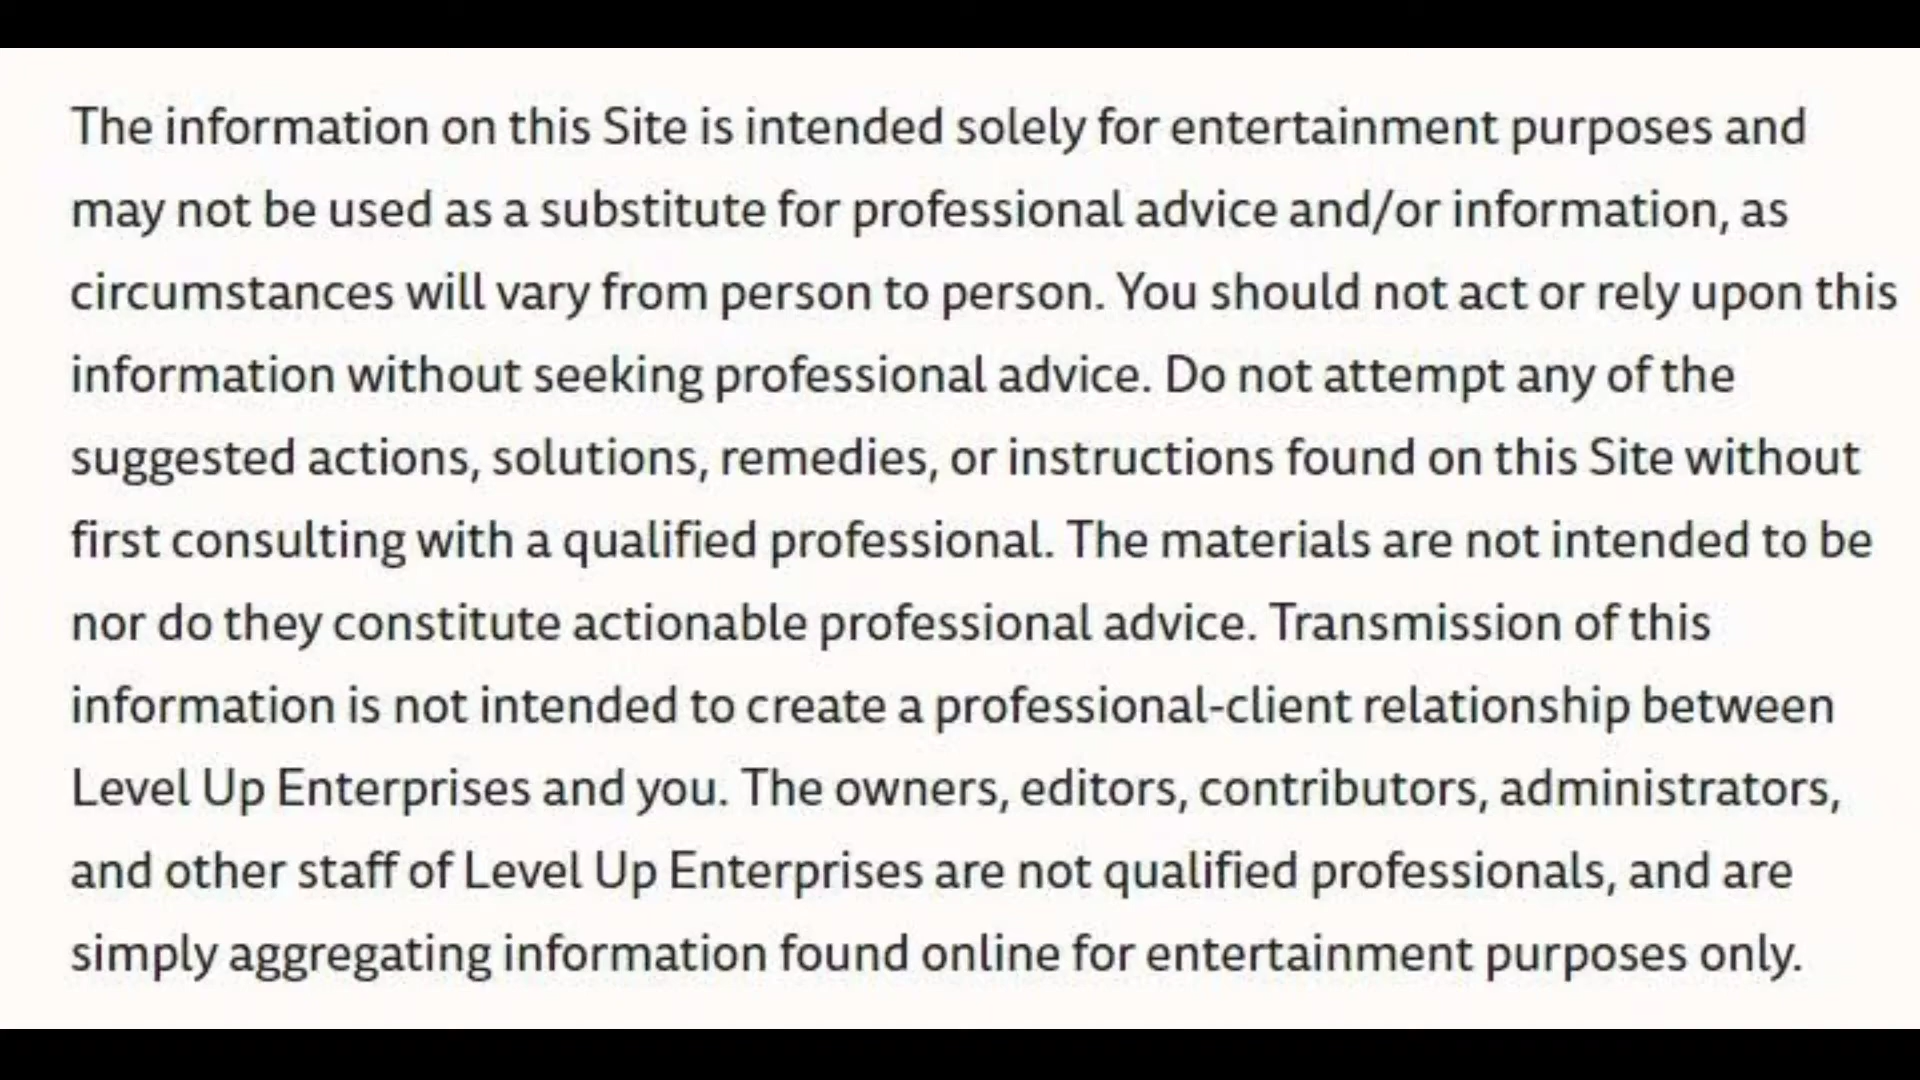 The information on this Site is intended solely for entertainment purposes and
may not be used as a substitute for professional advice and/or information, as
circumstances will vary from person to person. You should not act or rely upon this
information without seeking professional advice. Do not attempt any of the
suggested actions, solutions, remedies, or instructions found on this Site without
first consulting with a qualified professional. The materials are not intended to be
nor do they constitute actionable professional advice. Transmission of this
information is not intended to create a professional-client relationship between
Level Up Enterprises and you. The owners, editors, contributors, administrators,
and other staff of Level Up Enterprises are not qualified professionals, and are
simply aggregating information found online for entertainment purposes only.